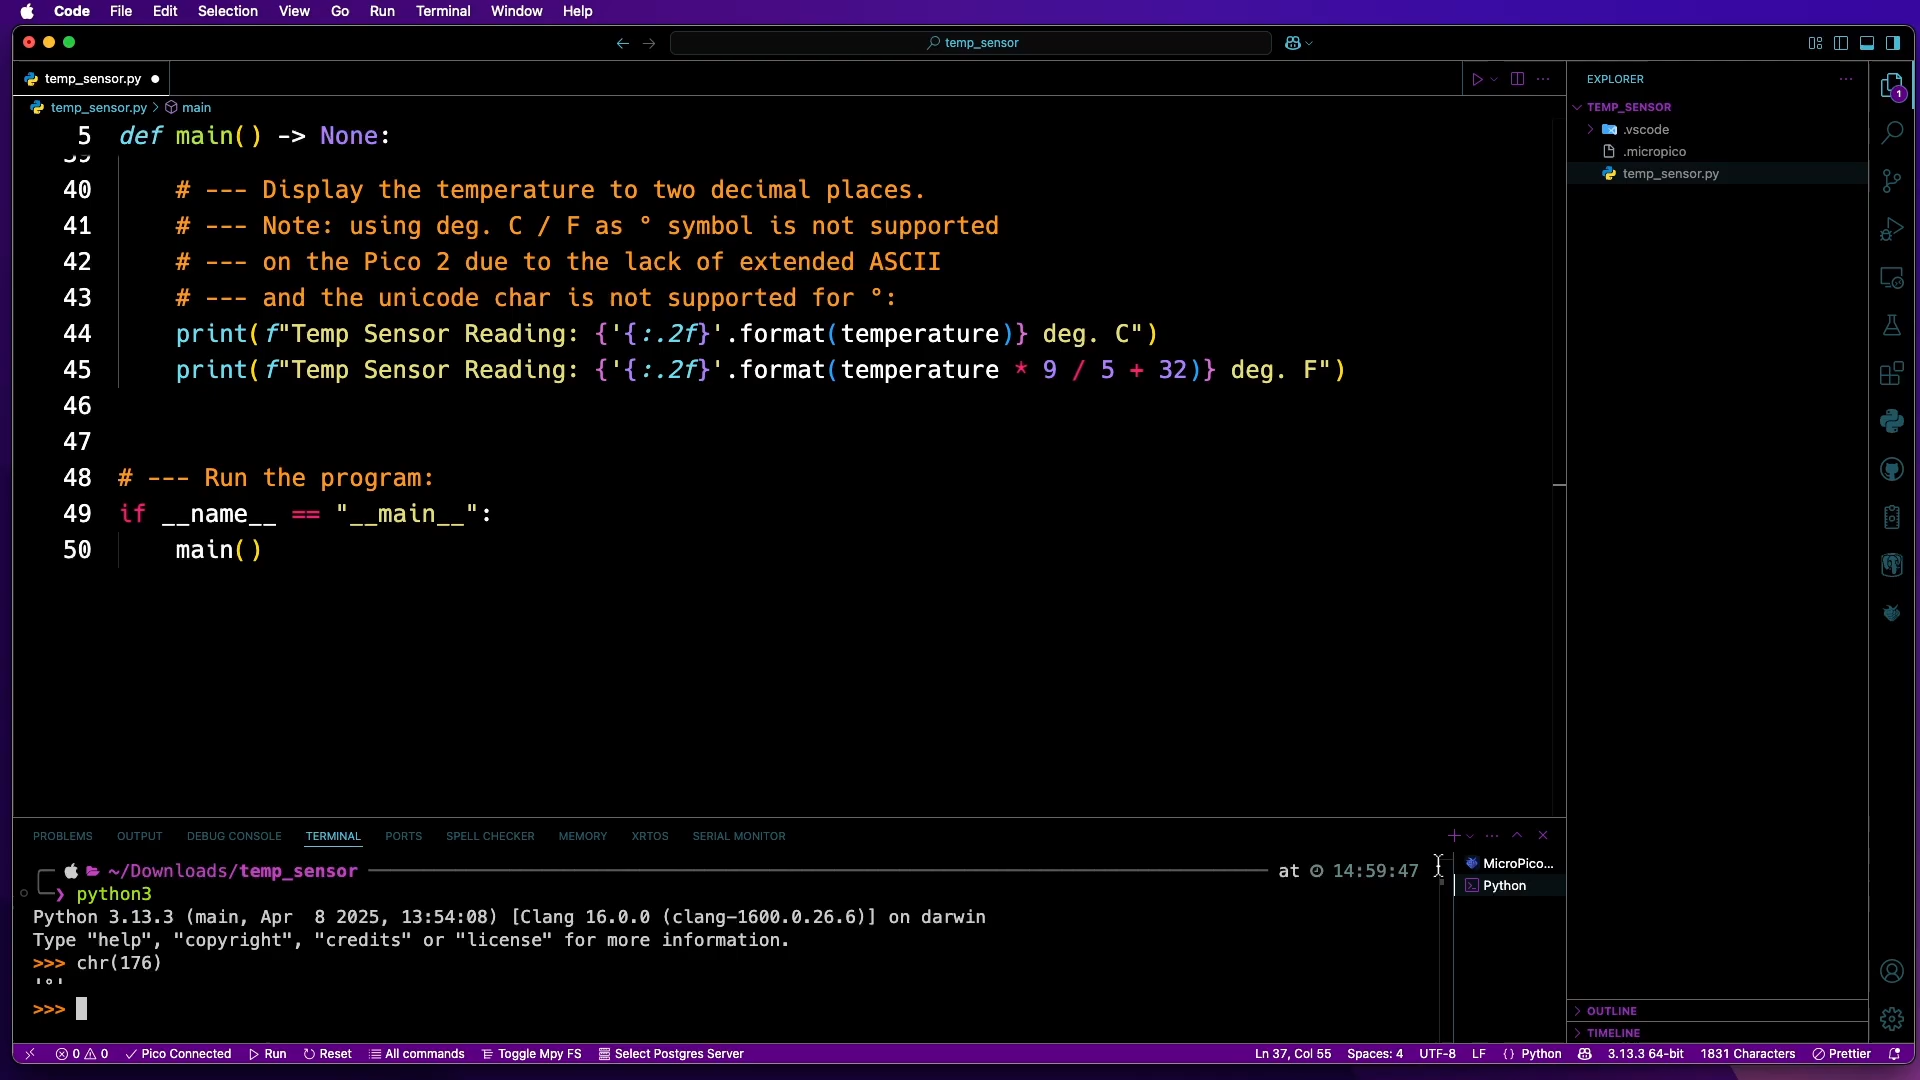 Code File Edit Selection View Go Run Terminal Window Help
temp_sensor
temp_sensor.py
temp_sensor.py > main
5 def main() -> None:
39
40 # --- Display the temperature to two decimal places.
41 # --- Note: using deg. C / F as ° symbol is not supported
42 # --- on the Pico 2 due to the lack of extended ASCII
43 # --- and the unicode char is not supported for °:
44 print(f"Temp Sensor Reading: {'{:.2f}'.format(temperature)} deg. C")
45 print(f"Temp Sensor Reading: {'{:.2f}'.format(temperature * 9 / 5 + 32)} deg. F")
46
47
48 # --- Run the program:
49 if __name__ == "__main__":
50 main()
EXPLORER
TEMP_SENSOR
.vscode
.micropico
temp_sensor.py
OUTLINE
TIMELINE
1
PROBLEMS OUTPUT DEBUG CONSOLE TERMINAL PORTS SPELL CHECKER MEMORY XRTOS SERIAL MONITOR
~/Downloads/temp_sensor at 14:59:47
❯ python3
Python 3.13.3 (main, Apr  8 2025, 13:54:08) [Clang 16.0.0 (clang-1600.0.26.6)] on darwin
Type "help", "copyright", "credits" or "license" for more information.
>>> chr(176)
'°'
>>>
MicroPico...
Python
0 0 Pico Connected Run Reset All commands Toggle Mpy FS Select Postgres Server Ln 37, Col 55 Spaces: 4 UTF-8 LF {} Python 3.13.3 64-bit 1831 Characters Prettier